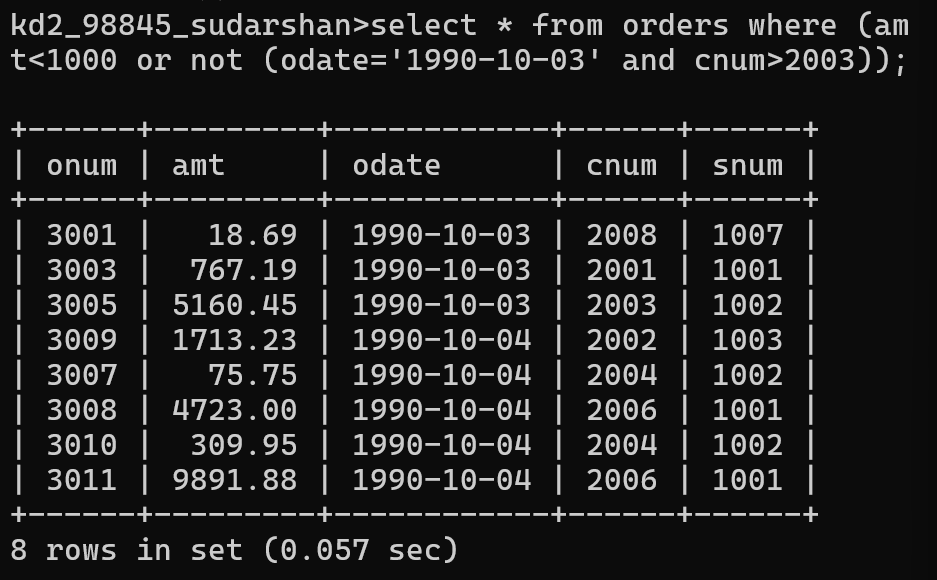 kd2_98845_sudarshan>select * from orders where (am
t<1000 or not (odate='1990-10-03' and cnum>2003));
+------+---------+------------+------+------+
| onum | amt     | odate      | cnum | snum |
+------+---------+------------+------+------+
| 3001 |   18.69 | 1990-10-03 | 2008 | 1007 |
| 3003 |  767.19 | 1990-10-03 | 2001 | 1001 |
| 3005 | 5160.45 | 1990-10-03 | 2003 | 1002 |
| 3009 | 1713.23 | 1990-10-04 | 2002 | 1003 |
| 3007 |   75.75 | 1990-10-04 | 2004 | 1002 |
| 3008 | 4723.00 | 1990-10-04 | 2006 | 1001 |
| 3010 |  309.95 | 1990-10-04 | 2004 | 1002 |
| 3011 | 9891.88 | 1990-10-04 | 2006 | 1001 |
+------+---------+------------+------+------+
8 rows in set (0.057 sec)